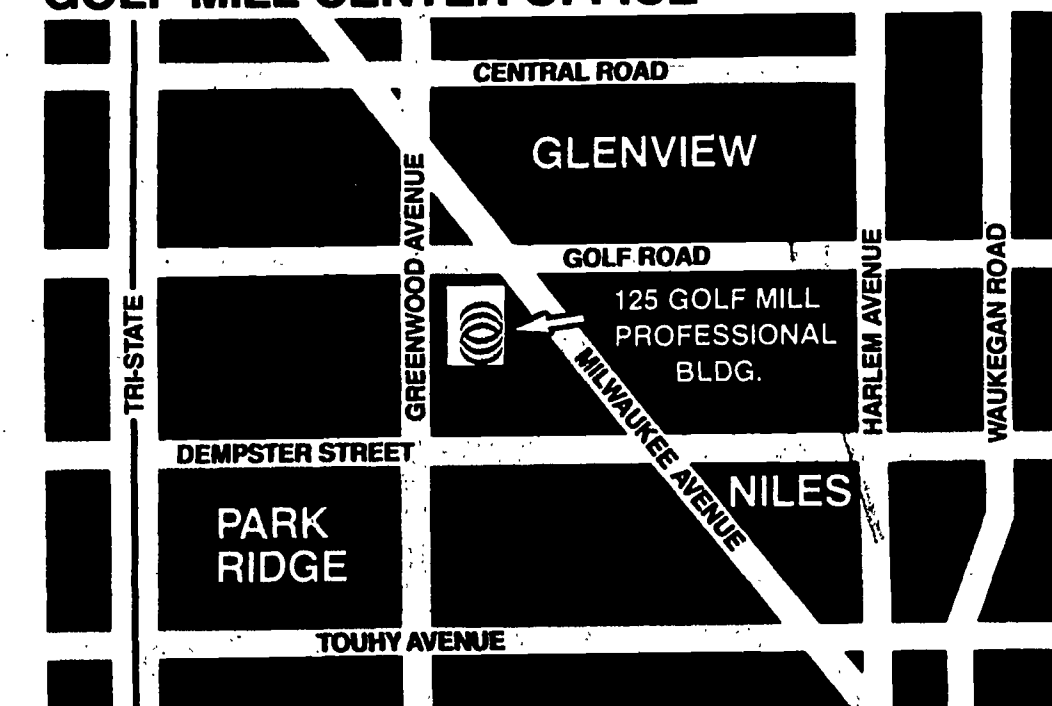 GOLF MILL CENTER OFFICE
CENTRAL ROAD
GLENVIEW
GREENWOOD AVENUE
GOLF ROAD
125 GOLF MILL
PROFESSIONAL
BLDG.
HARLEM AVENUE
WAUKEGAN ROAD
TRI-STATE
MILWAUKEE AVENUE
DEMPSTER STREET
NILES
PARK
RIDGE
TOUHY AVENUE